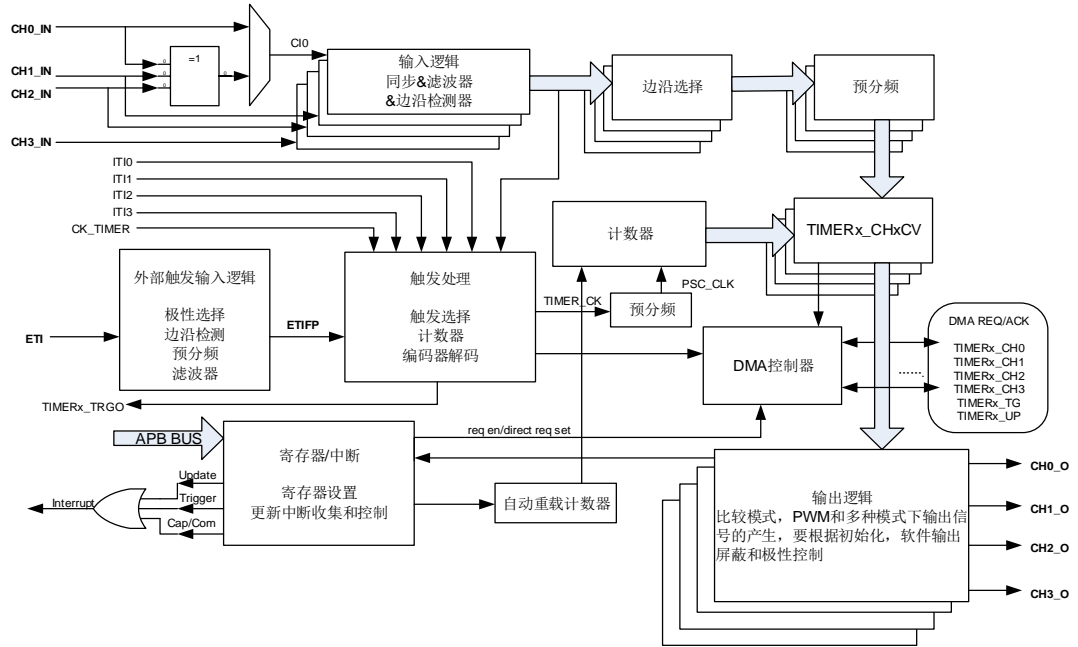 CH0_IN
CH1_IN
CH2_IN
CH3_IN
=1
CI0
输入逻辑
同步&滤波器
&边沿检测器
边沿选择
预分频
ITI0
ITI1
ITI2
ITI3
CK_TIMER
计数器
TIMERx_CHxCV
外部触发输入逻辑
极性选择
边沿检测
预分频
滤波器
ETI
ETIFP
触发处理
触发选择
计数器
编码器解码
TIMER_CK
PSC_CLK
预分频
DMA控制器
DMA REQ/ACK
TIMERx_CH0
TIMERx_CH1
TIMERx_CH2
TIMERx_CH3
TIMERx_TG
TIMERx_UP
…….
TIMERx_TRGO
APB BUS
req en/direct req set
寄存器/中断
寄存器设置
更新中断收集和控制
Update
Trigger
Cap/Com
Interrupt
自动重载计数器
输出逻辑
比较模式，PWM和多种模式下输出信
号的产生，要根据初始化，软件输出
屏蔽和极性控制
CH0_O
CH1_O
CH2_O
CH3_O